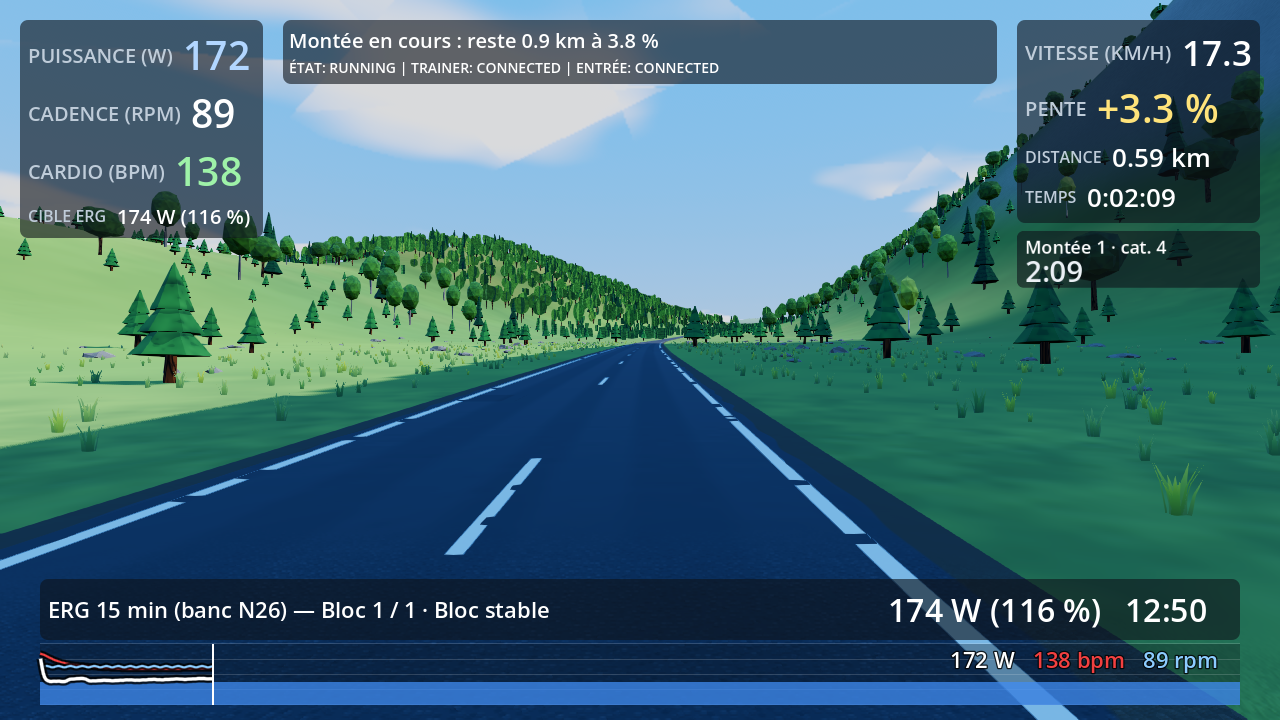 PUISSANCE (W) 172
CADENCE (RPM) 89
CARDIO (BPM) 138
CIBLE ERG 174 W (116 %)
Montée en cours : reste 0.9 km à 3.8 %
ÉTAT: RUNNING | TRAINER: CONNECTED | ENTRÉE: CONNECTED
VITESSE (KM/H) 17.3
PENTE +3.3 %
DISTANCE 0.59 km
TEMPS 0:02:09
Montée 1 · cat. 4
2:09
ERG 15 min (banc N26) — Bloc 1 / 1 · Bloc stable 174 W (116 %) 12:50
172 W 138 bpm 89 rpm